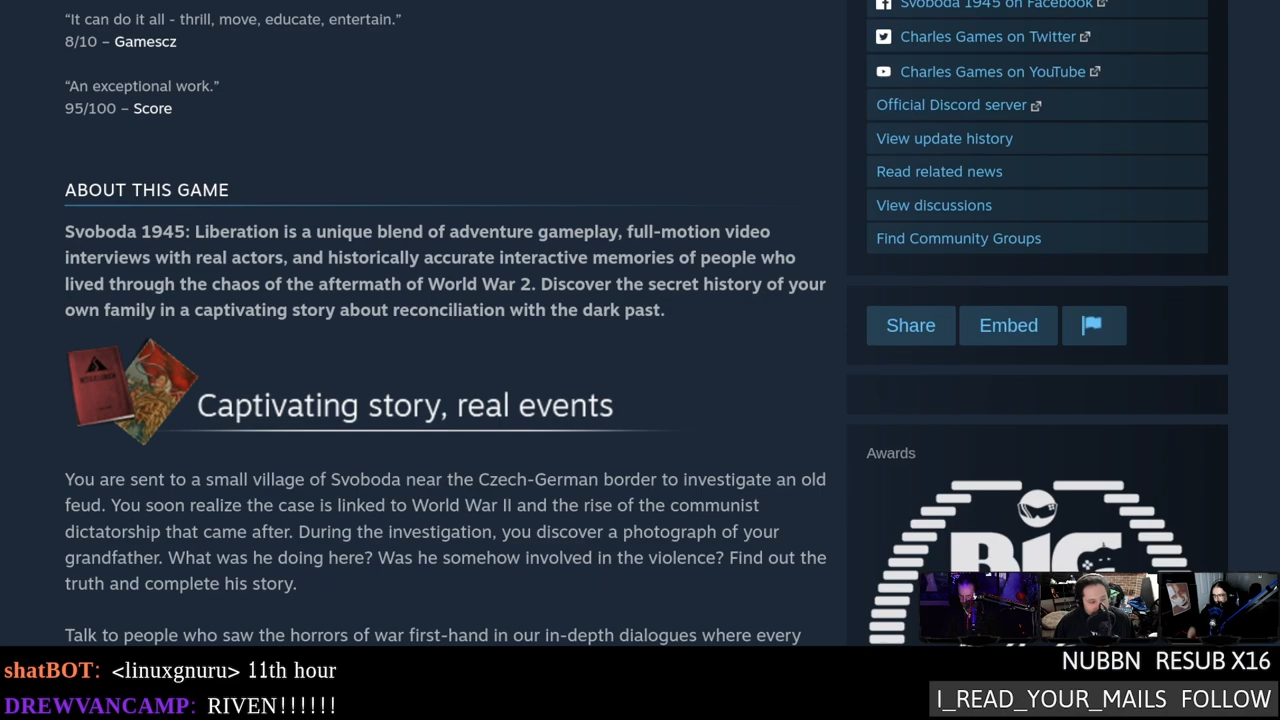 “It can do it all - thrill, move, educate, entertain.”
8/10 – Gamescz
“An exceptional work.”
95/100 – Score
ABOUT THIS GAME
Svoboda 1945: Liberation is a unique blend of adventure gameplay, full-motion video
interviews with real actors, and historically accurate interactive memories of people who
lived through the chaos of the aftermath of World War 2. Discover the secret history of your
own family in a captivating story about reconciliation with the dark past.
Captivating story, real events
You are sent to a small village of Svoboda near the Czech-German border to investigate an old
feud. You soon realize the case is linked to World War II and the rise of the communist
dictatorship that came after. During the investigation, you discover a photograph of your
grandfather. What was he doing here? Was he somehow involved in the violence? Find out the
truth and complete his story.
Talk to people who saw the horrors of war first-hand in our in-depth dialogues where every
Svoboda 1945 on Facebook
Charles Games on Twitter
Charles Games on YouTube
Official Discord server
View update history
Read related news
View discussions
Find Community Groups
Share
Embed
Awards
BIG
shatBOT: <linuxgnuru> 11th hour
DREWVANCAMP: RIVEN!!!!!!
NUBBN RESUB X16
I_READ_YOUR_MAILS FOLLOW